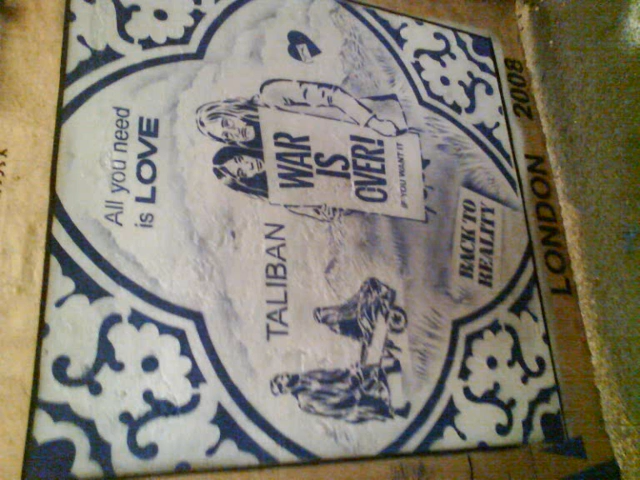 All you need
is LOVE
WAR
IS
OVER!
IF YOU WANT IT
TALIBAN
BACK TO
REALITY
LONDON 2008